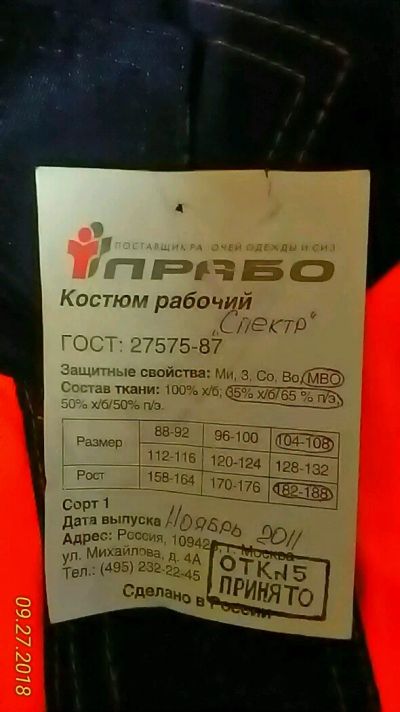 ПОСТАВЩИК РА ОЧЕЙ ОДЕЖДЫ И СИЗ
ПРАБО
Костюм рабочий
„Спектр"
ГОСТ: 27575-87
Защитные свойства: Ми, З, Со, Во, МВО
Состав ткани: 100% х/б; 35% х/б/65 % п/э,
50% х/б/50% п/э.
Размер 88-92 96-100 104-108
112-116 120-124 128-132
Рост 158-164 170-176 182-188
Сорт 1
Дата выпуска Ноябрь 2011
Адрес: Россия, 109428, г. Москва
ул. Михайлова, д. 4А
Тел.: (495) 232-22-45
Сделано в России
ОТК №5
ПРИНЯТО
09.27.2018